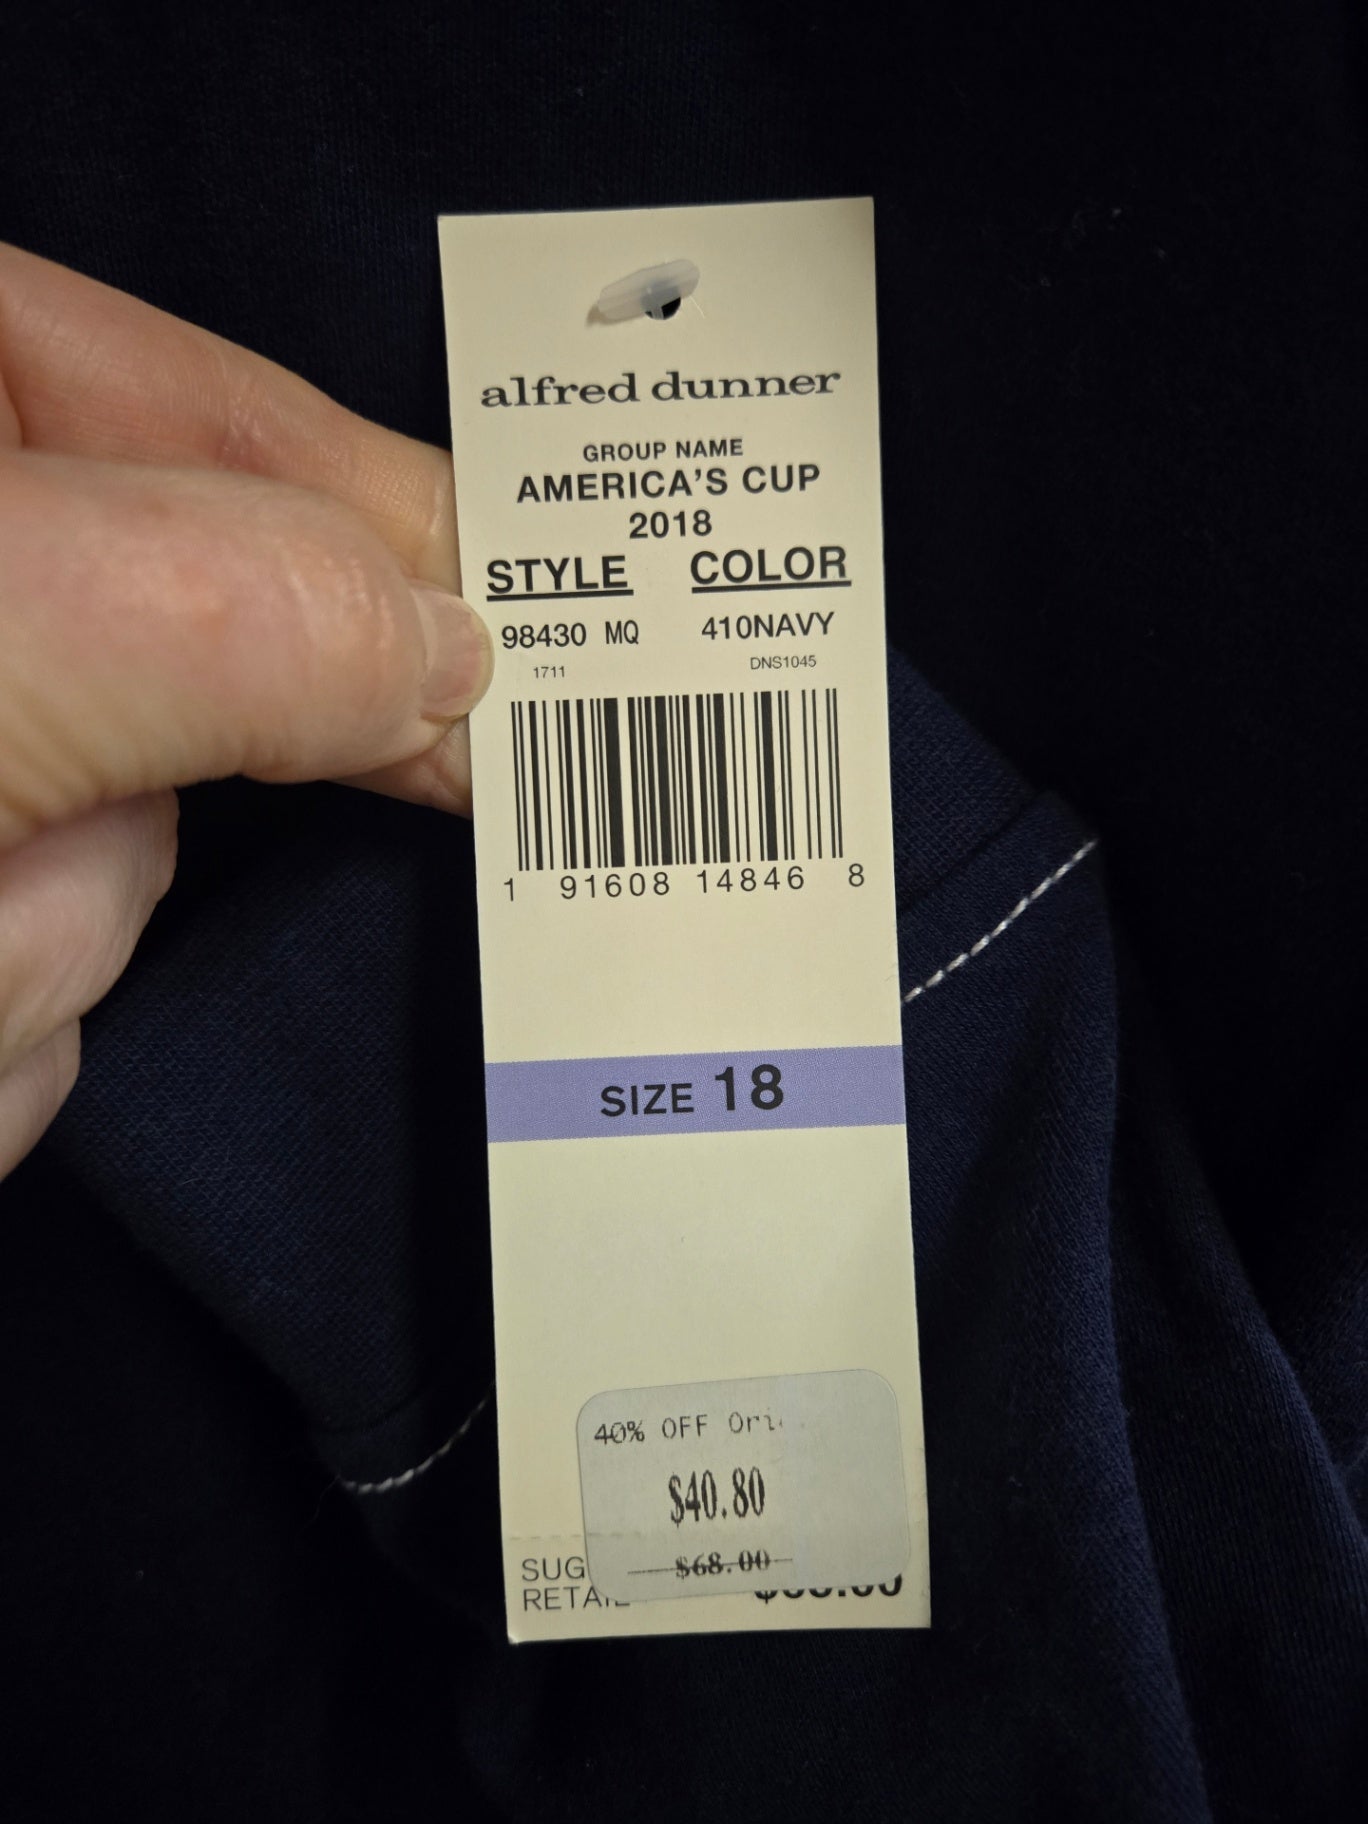 alfred dunner
GROUP NAME
AMERICA'S CUP
2018
STYLE COLOR
98430 MQ 410NAVY
1711 DNS1045
1 91608 14846 8
SIZE 18
40% OFF
$40.80
$68.00